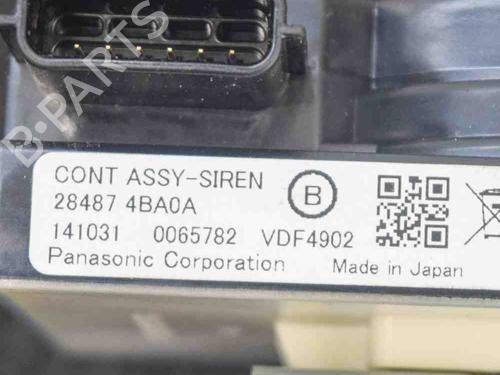 B-PARTS
CONT ASSY-SIREN
B
28487 4BA0A
141031 0065782 VDF4902
Panasonic Corporation Made in Japan